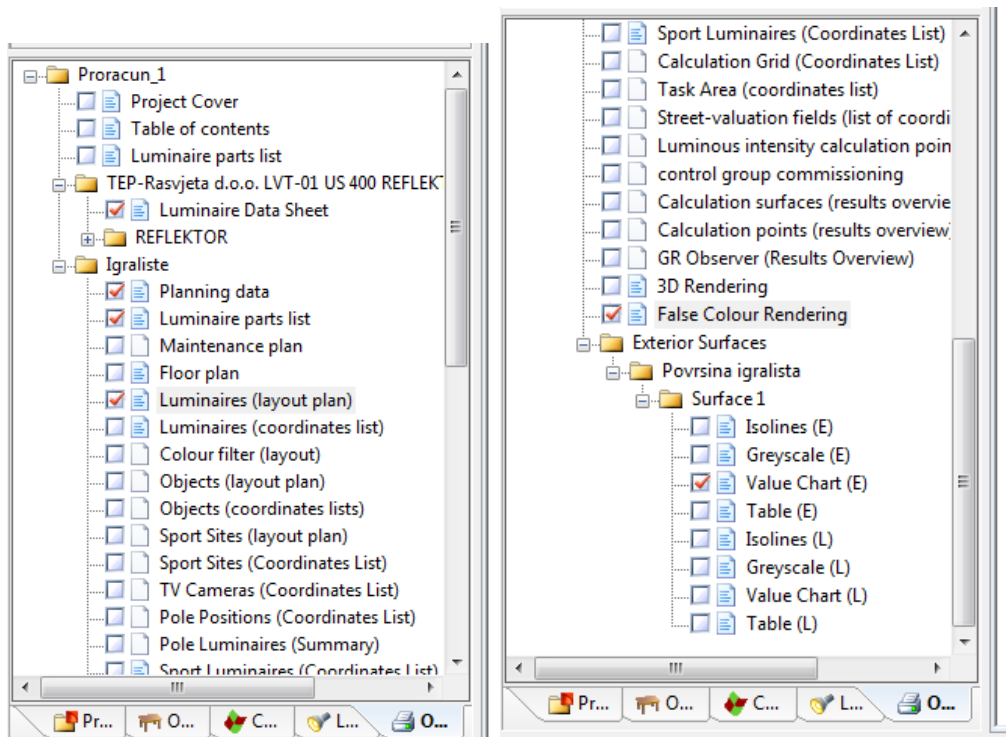 Proracun_1
Project Cover
Table of contents
Luminaire parts list
TEP-Rasvjeta d.o.o. LVT-01 US 400 REFLEKT
Luminaire Data Sheet
REFLEKTOR
Igraliste
Planning data
Luminaire parts list
Maintenance plan
Floor plan
Luminaires (layout plan)
Luminaires (coordinates list)
Colour filter (layout)
Objects (layout plan)
Objects (coordinates lists)
Sport Sites (layout plan)
Sport Sites (Coordinates List)
TV Cameras (Coordinates List)
Pole Positions (Coordinates List)
Pole Luminaires (Summary)
Sport Luminaires (Coordinates List)
Pr...
O...
C...
L...
O...
Sport Luminaires (Coordinates List)
Calculation Grid (Coordinates List)
Task Area (coordinates list)
Street-valuation fields (list of coordi
Luminous intensity calculation poin
control group commissioning
Calculation surfaces (results overvie
Calculation points (results overview)
GR Observer (Results Overview)
3D Rendering
False Colour Rendering
Exterior Surfaces
Povrsina igralista
Surface 1
Isolines (E)
Greyscale (E)
Value Chart (E)
Table (E)
Isolines (L)
Greyscale (L)
Value Chart (L)
Table (L)
Pr...
O...
C...
L...
O...